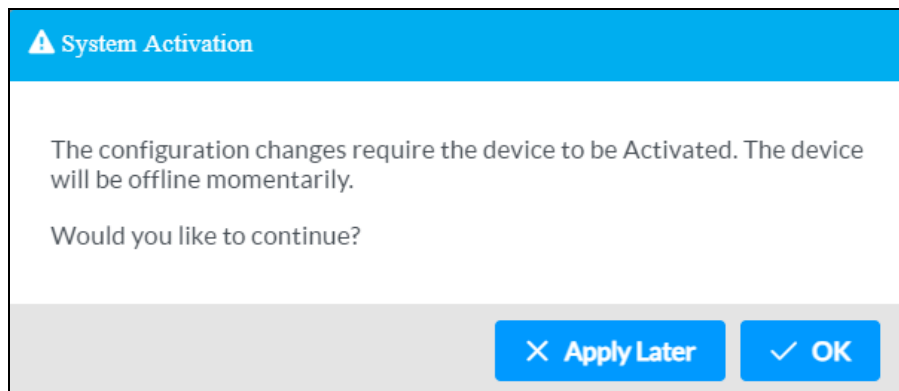 System Activation
The configuration changes require the device to be Activated. The device
will be offline momentarily.
Would you like to continue?
Apply Later
OK